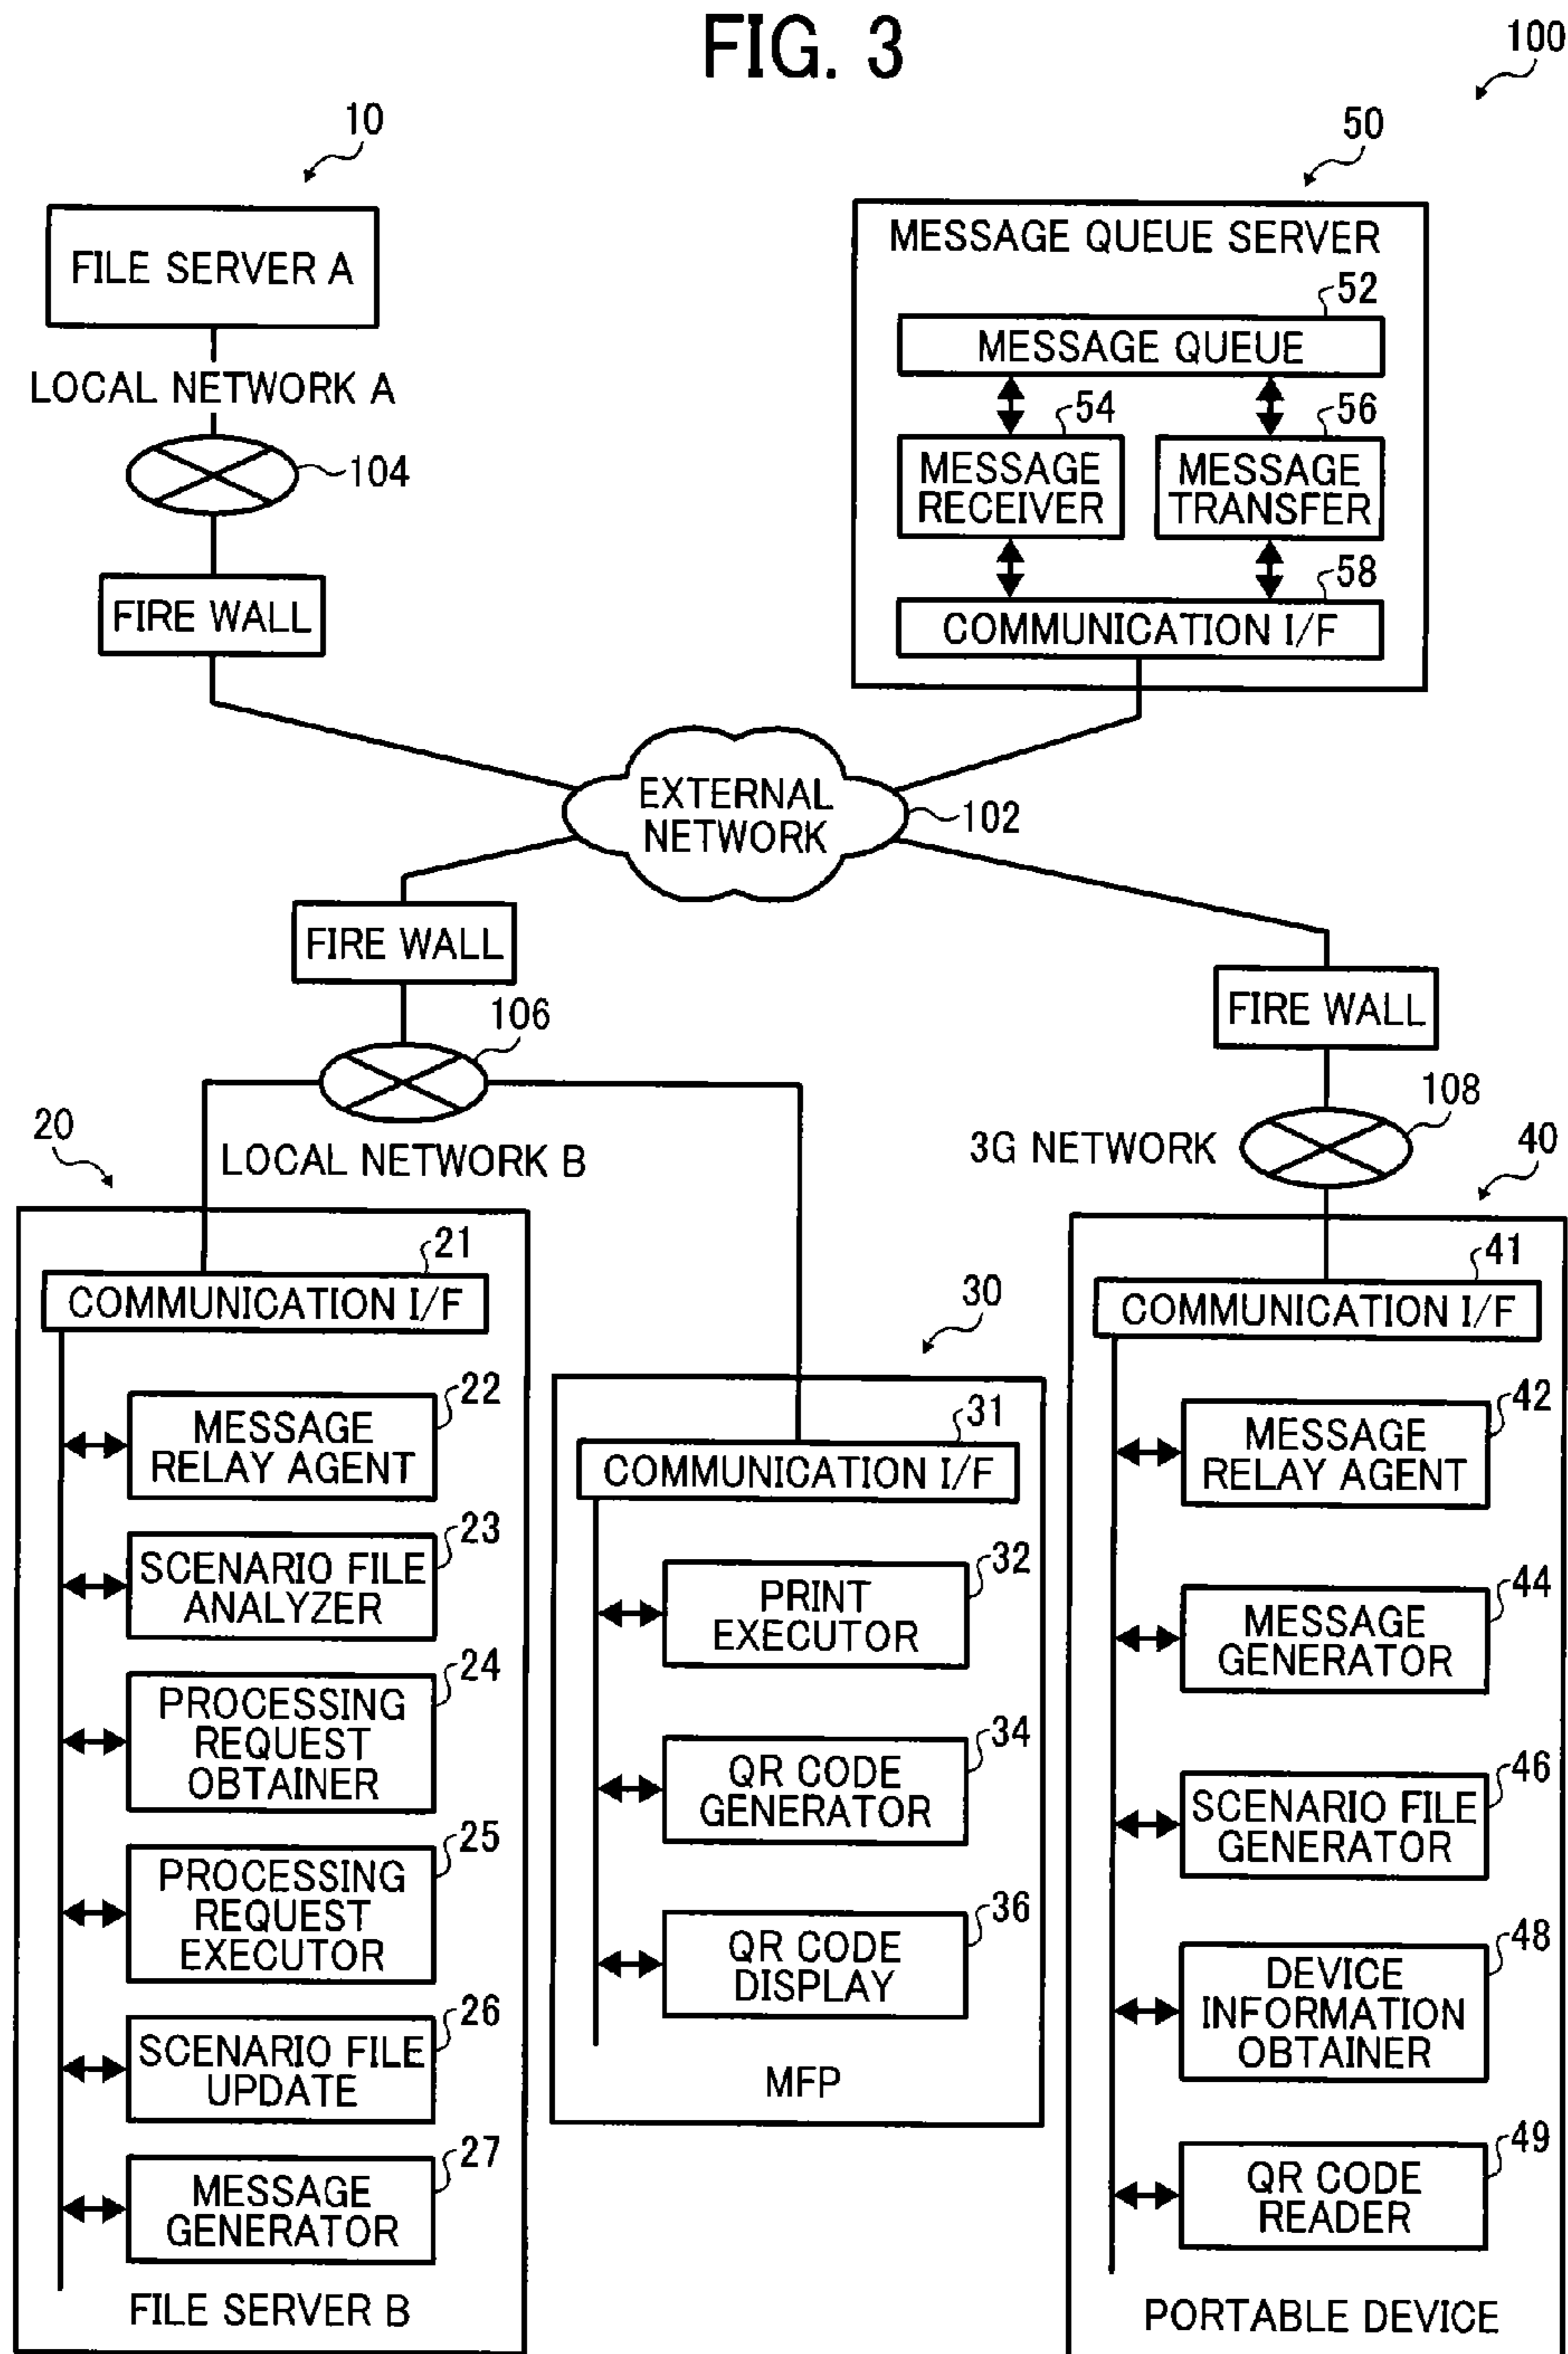 FIG. 3
100
10
FILE SERVER A
LOCAL NETWORK A
104
FIRE WALL
50
MESSAGE QUEUE SERVER
52
MESSAGE QUEUE
54
MESSAGE
RECEIVER
56
MESSAGE
TRANSFER
58
COMMUNICATION I/F
EXTERNAL
NETWORK
102
FIRE WALL
106
LOCAL NETWORK B
FIRE WALL
108
3G NETWORK
20
21
COMMUNICATION I/F
22
MESSAGE
RELAY AGENT
23
SCENARIO FILE
ANALYZER
24
PROCESSING
REQUEST
OBTAINER
25
PROCESSING
REQUEST
EXECUTOR
26
SCENARIO FILE
UPDATE
27
MESSAGE
GENERATOR
FILE SERVER B
30
31
COMMUNICATION I/F
32
PRINT
EXECUTOR
34
QR CODE
GENERATOR
36
QR CODE
DISPLAY
MFP
40
41
COMMUNICATION I/F
42
MESSAGE
RELAY AGENT
44
MESSAGE
GENERATOR
46
SCENARIO FILE
GENERATOR
48
DEVICE
INFORMATION
OBTAINER
49
QR CODE
READER
PORTABLE DEVICE